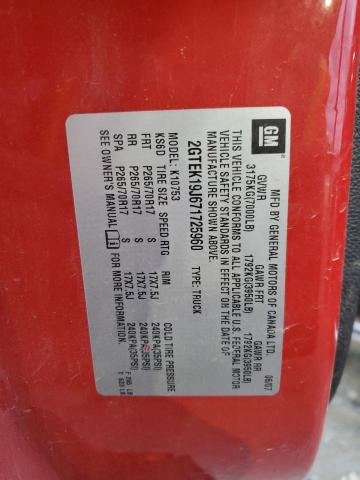 GM
MFD BY GENERAL MOTORS OF CANADA LTD. 06/07
GVWR GAWR FRT GAWR RR
3175KG(7000LB) 1792KG(3950LB) 1792KG(3950LB)
THIS VEHICLE CONFORMS TO ALL APPLICABLE U.S. FEDERAL MOTOR
VEHICLE SAFETY STANDARDS IN EFFECT ON THE DATE OF
MANUFACTURE SHOWN ABOVE.
2GTEK19J671725960 TYPE: TRUCK
MODEL: K10753
KS6D TIRE SIZE SPEED RTG RIM COLD TIRE PRESSURE
FRT P265/70R17 S 17X7.5J 240KPA(35PSI)
RR P265/70R17 S 17X7.5J 240KPA(35PSI)
SPA P265/70R17 S 17X7.5J 240KPA(35PSI)
SEE OWNER'S MANUAL FOR MORE INFORMATION.